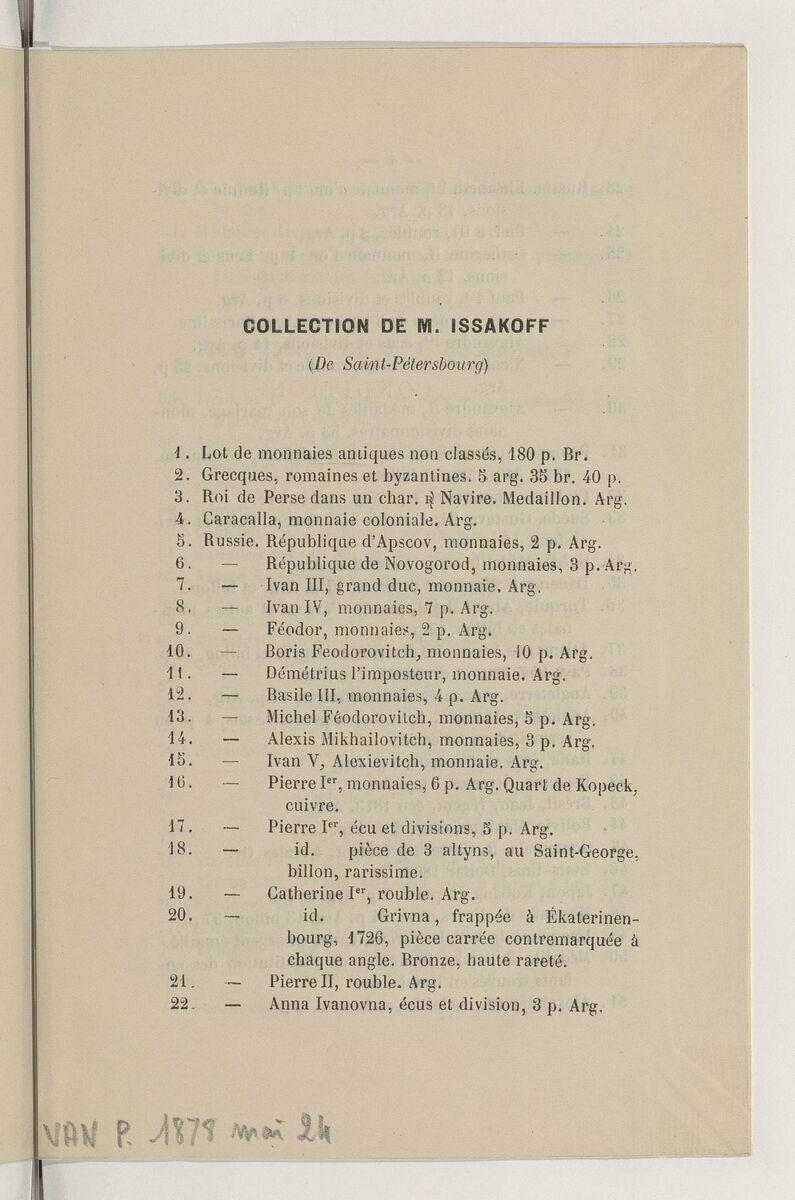 COLLECTION DE M. ISSAKOFF
(De Saint-Pétersbourg)
1. Lot de monnaies antiques non classés, 180 p. Br.
2. Grecques, romaines et byzantines. 5 arg. 35 br. 40 p.
3. Roi de Perse dans un char. ℞ Navire. Medaillon. Arg.
4. Caracalla, monnaie coloniale. Arg.
5. Russie. République d'Apscov, monnaies, 2 p. Arg.
6. — République de Novogorod, monnaies, 3 p. Arg.
7. — Ivan III, grand duc, monnaie. Arg.
8. — Ivan IV, monnaies, 7 p. Arg.
9. — Féodor, monnaies, 2 p. Arg.
10. — Boris Feodorovitch, monnaies, 10 p. Arg.
11. — Démétrius l'imposteur, monnaie. Arg.
12. — Basile III, monnaies, 4 p. Arg.
13. — Michel Féodorovitch, monnaies, 5 p. Arg.
14. — Alexis Mikhailovitch, monnaies, 3 p. Arg.
15. — Ivan V, Alexievitch, monnaie. Arg.
16. — Pierre Ier, monnaies, 6 p. Arg. Quart de Kopeck,
cuivre.
17. — Pierre Ier, écu et divisions, 5 p. Arg.
18. — id. pièce de 3 altyns, au Saint-George,
billon, rarissime.
19. — Catherine Ier, rouble. Arg.
20. — id. Grivna, frappée à Ékaterinen-
bourg, 1726, pièce carrée contremarquée à
chaque angle. Bronze, haute rareté.
21. — Pierre II, rouble. Arg.
22. — Anna Ivanovna, écus et division, 3 p. Arg.
VAN P. 1878 mai 24